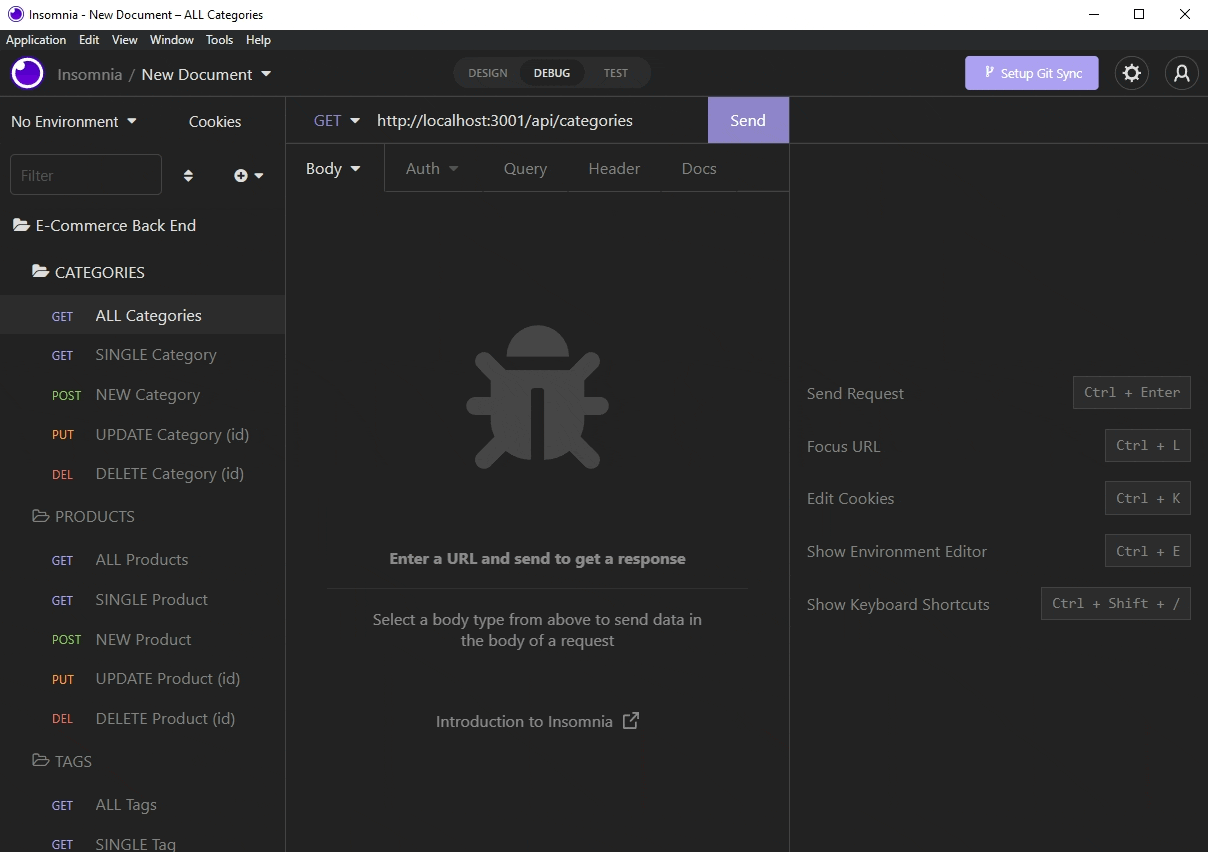 Insomnia - New Document – ALL Categories
Application Edit View Window Tools Help
Insomnia / New Document
DESIGN DEBUG TEST
Setup Git Sync
No Environment Cookies
GET http://localhost:3001/api/categories Send
Body Auth Query Header Docs
Filter
E-Commerce Back End
CATEGORIES
GET ALL Categories
GET SINGLE Category
POST NEW Category
PUT UPDATE Category (id)
DEL DELETE Category (id)
PRODUCTS
GET ALL Products
GET SINGLE Product
POST NEW Product
PUT UPDATE Product (id)
DEL DELETE Product (id)
TAGS
GET ALL Tags
GET SINGLE Tag
Enter a URL and send to get a response
Select a body type from above to send data in
the body of a request
Introduction to Insomnia
Send Request Ctrl + Enter
Focus URL Ctrl + L
Edit Cookies Ctrl + K
Show Environment Editor Ctrl + E
Show Keyboard Shortcuts Ctrl + Shift + /